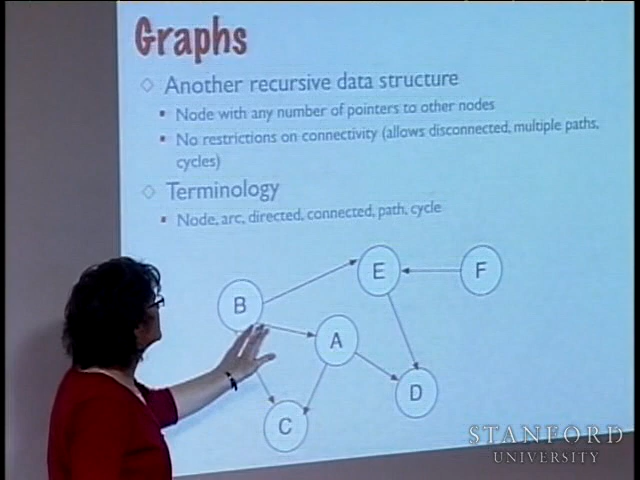 Graphs
Another recursive data structure
Node with any number of pointers to other nodes
No restrictions on connectivity (allows disconnected, multiple paths,
cycles)
Terminology
Node, arc, directed, connected, path, cycle
E
F
B
A
D
C
STANFORD
UNIVERSITY